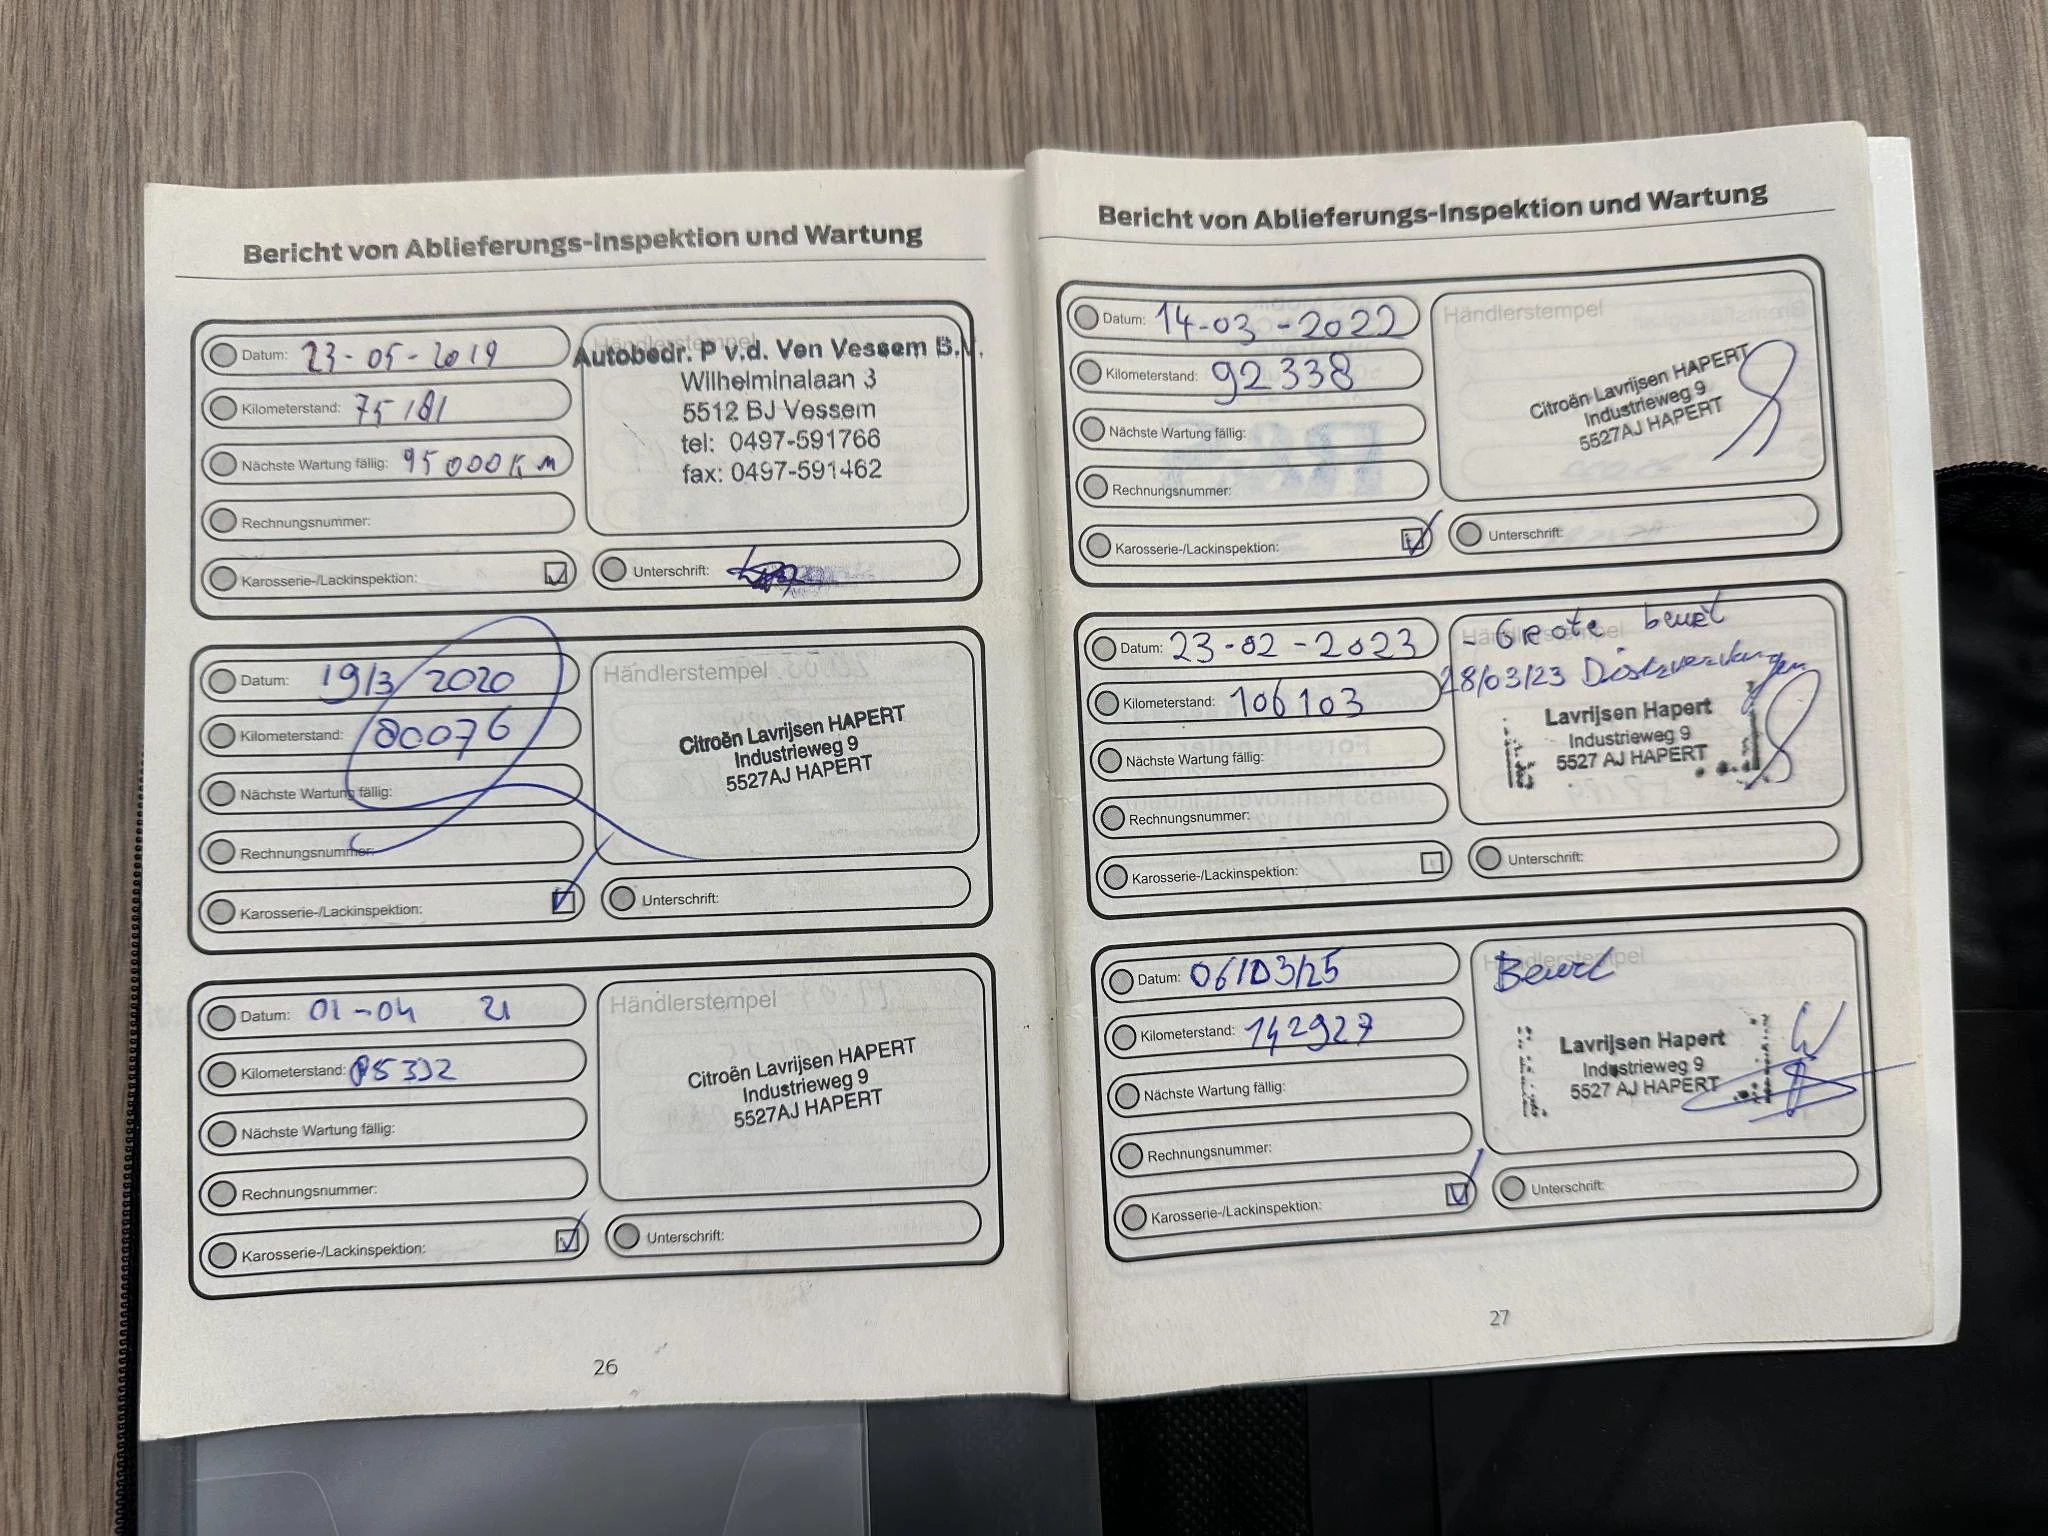 Bericht von Ablieferungs-Inspektion und Wartung
Datum: 23-05-2019
Kilometerstand: 75181
Nächste Wartung fällig: 95000KM
Rechnungsnummer:
Karosserie-/Lackinspektion:
Händlerstempel
Autobedr. P v.d. Ven Vessem B.V.
Wilhelminalaan 3
5512 BJ Vessem
tel: 0497-591766
fax: 0497-591462
Unterschrift:
Datum: 19/3/2020
Kilometerstand: 80076
Nächste Wartung fällig:
Rechnungsnummer:
Karosserie-/Lackinspektion:
Händlerstempel
Citroën Lavrijsen HAPERT
Industrieweg 9
5527AJ HAPERT
Unterschrift:
Datum: 01-04 21
Kilometerstand:
Nächste Wartung fällig:
Rechnungsnummer:
Karosserie-/Lackinspektion:
Händlerstempel
Citroën Lavrijsen HAPERT
Industrieweg 9
5527AJ HAPERT
Unterschrift:
26
Bericht von Ablieferungs-Inspektion und Wartung
Datum: 14-03-2022
Kilometerstand: 92338
Nächste Wartung fällig:
Rechnungsnummer:
Karosserie-/Lackinspektion:
Händlerstempel
Citroën Lavrijsen HAPERT
Industrieweg 9
5527AJ HAPERT
Unterschrift:
Datum: 23-02-2023
Kilometerstand: 106103
Nächste Wartung fällig:
Rechnungsnummer:
Karosserie-/Lackinspektion:
Händlerstempel
- Grote beurt
28/03/23
Lavrijsen Hapert
Industrieweg 9
5527 AJ HAPERT
Unterschrift:
Datum: 06/03/25
Kilometerstand: 142927
Nächste Wartung fällig:
Rechnungsnummer:
Karosserie-/Lackinspektion:
Händlerstempel
Beurt
Lavrijsen Hapert
Industrieweg 9
5527 AJ HAPERT
Unterschrift:
27